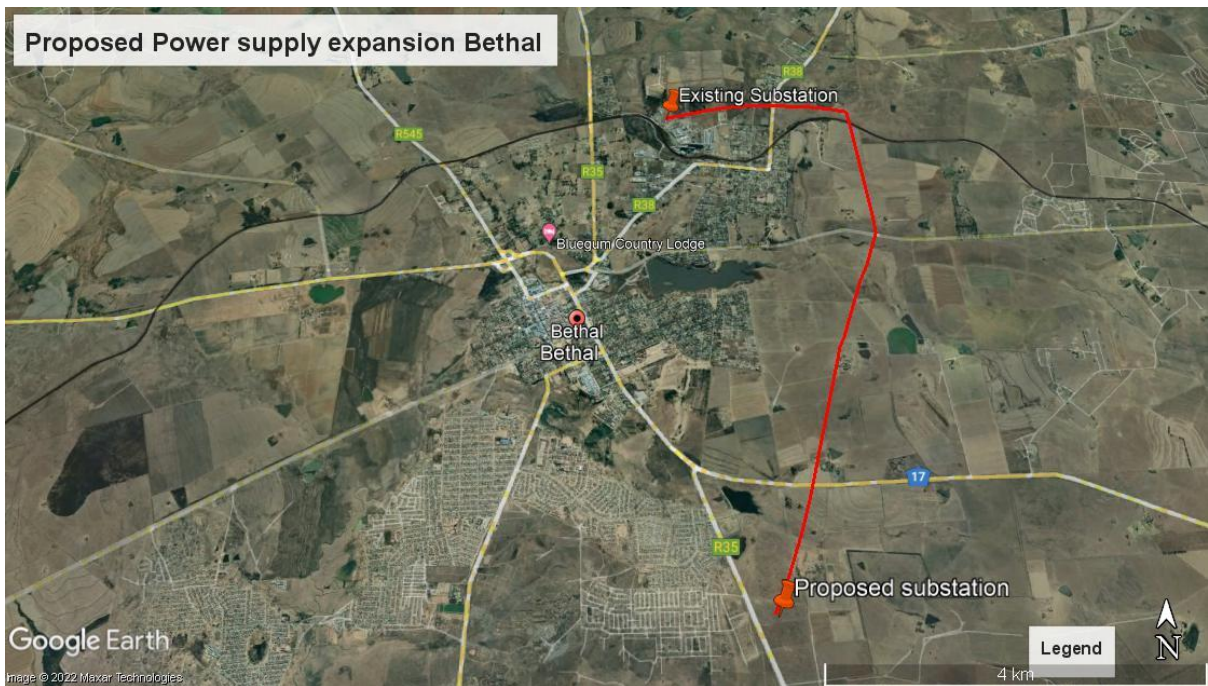 Proposed Power supply expansion Bethal
R38
Existing Substation
R545
R35
R38
Bluegum Country Lodge
Bethal
Bethal
17
R35
Proposed substation
Google Earth
Legend
N
4 km
Image © 2022 Maxar Technologies